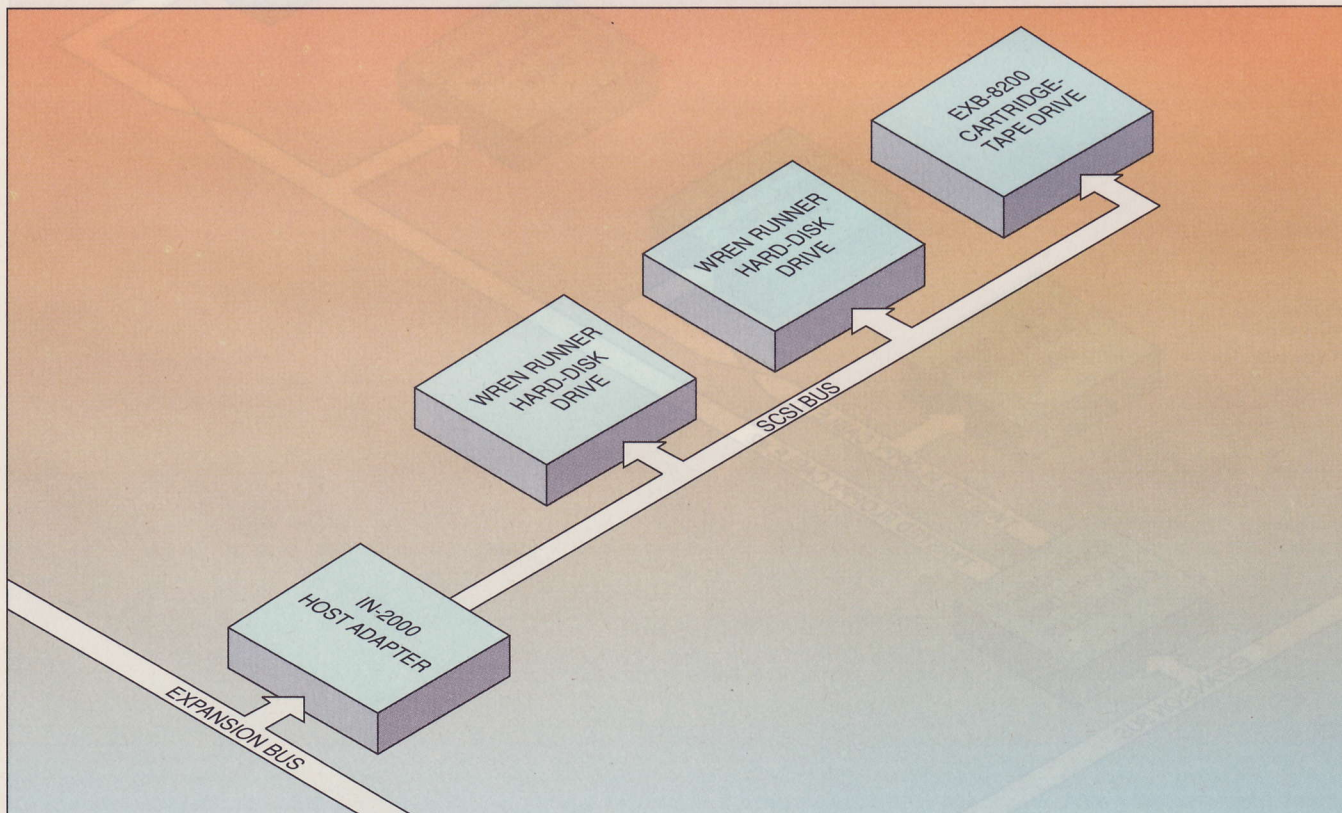 EXB-8200
CARTRIDGE-
TAPE DRIVE
WREN RUNNER
HARD-DISK
DRIVE
WREN RUNNER
HARD-DISK
DRIVE
SCSI BUS
IN-2000
HOST ADAPTER
EXPANSION BUS